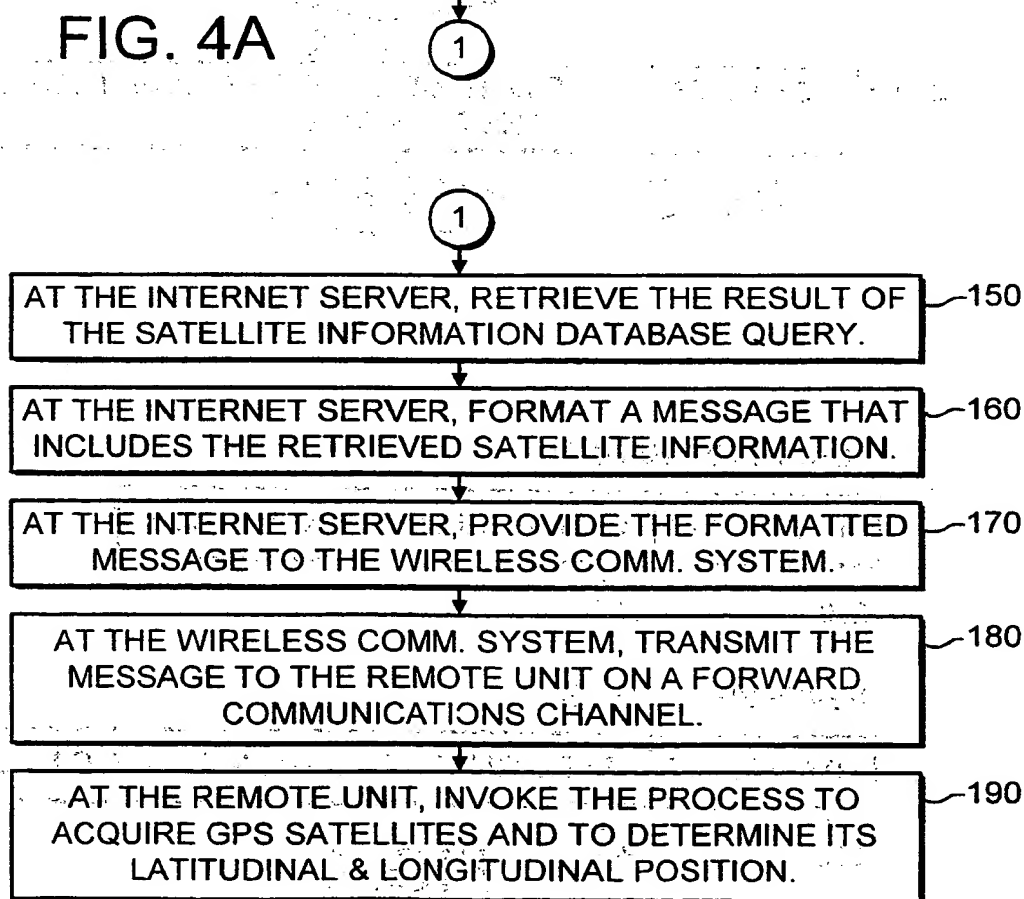 FIG. 4A
1
1
AT THE INTERNET SERVER, RETRIEVE THE RESULT OF
THE SATELLITE INFORMATION DATABASE QUERY.
150
AT THE INTERNET SERVER, FORMAT A MESSAGE THAT
INCLUDES THE RETRIEVED SATELLITE INFORMATION.
160
AT THE INTERNET SERVER, PROVIDE THE FORMATTED
MESSAGE TO THE WIRELESS COMM. SYSTEM.
170
AT THE WIRELESS COMM. SYSTEM, TRANSMIT THE
MESSAGE TO THE REMOTE UNIT ON A FORWARD
COMMUNICATIONS CHANNEL.
180
AT THE REMOTE UNIT, INVOKE THE PROCESS TO
ACQUIRE GPS SATELLITES AND TO DETERMINE ITS
LATITUDINAL & LONGITUDINAL POSITION.
190